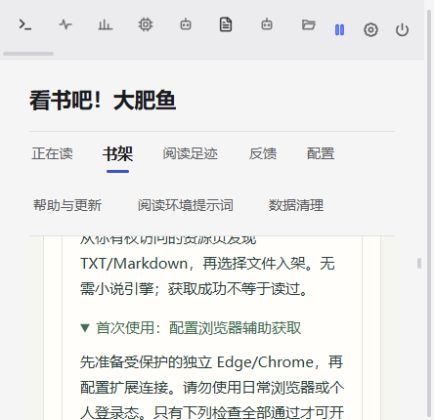 看书吧！大肥鱼
正在读 书架 阅读足迹 反馈 配置
帮助与更新 阅读环境提示词 数据清理
从你有权访问的资源页发现
TXT/Markdown，再选择文件入架。无
需小说引擎；获取成功不等于读过。
▼ 首次使用：配置浏览器辅助获取
先准备受保护的独立 Edge/Chrome，再
配置扩展连接。请勿使用日常浏览器或个
人登录态。只有下列检查全部通过才可开